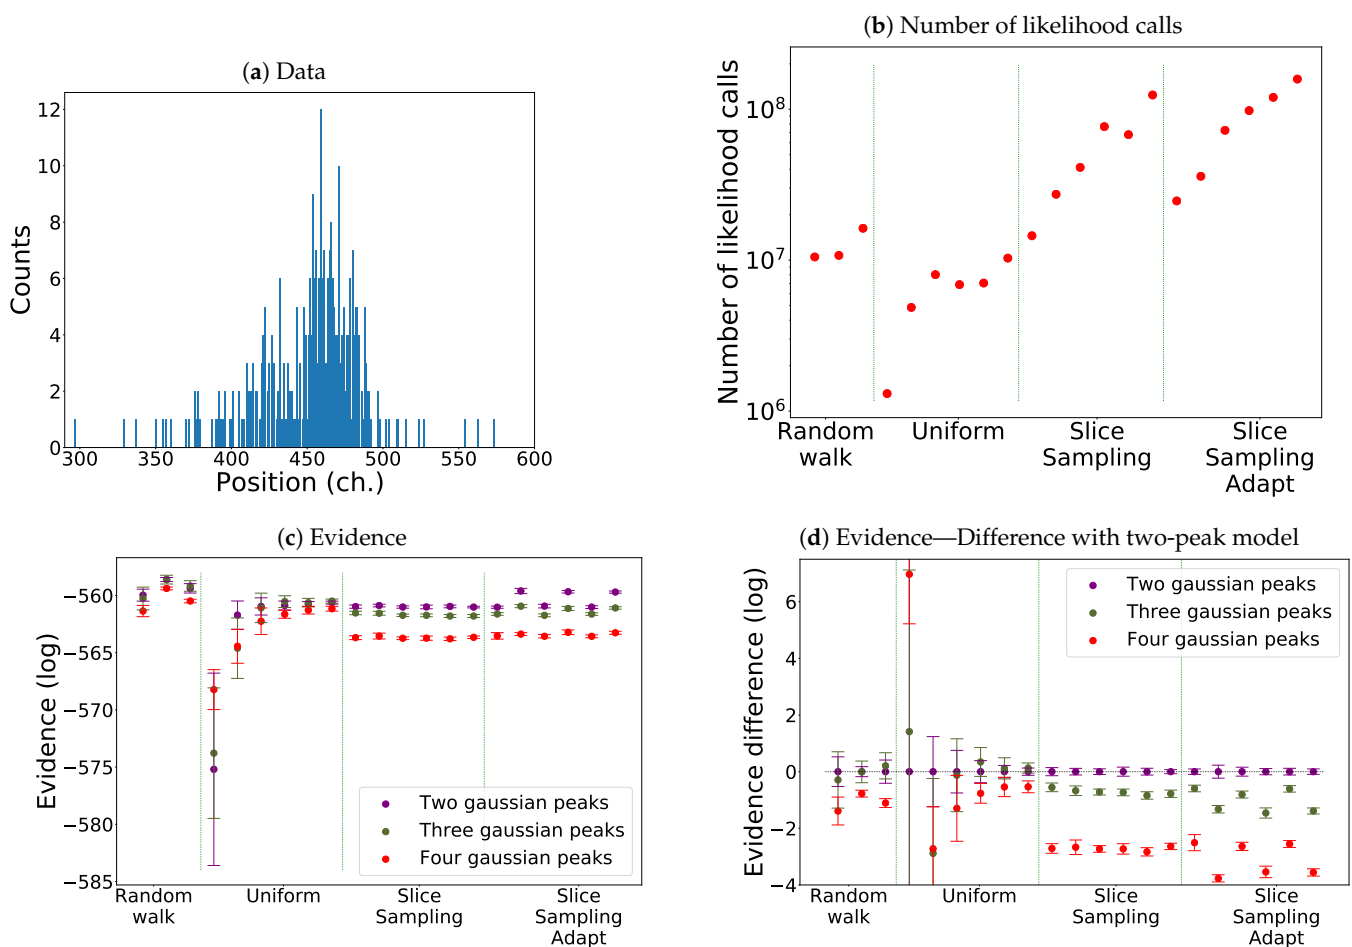 (a) Data
Counts
12
10
8
6
4
2
0
300 350 400 450 500 550 600
Position (ch.)
(b) Number of likelihood calls
Number of likelihood calls
10^8
10^7
10^6
Random walk
Uniform
Slice Sampling
Slice Sampling Adapt
(c) Evidence
Evidence (log)
−560
−565
−570
−575
−580
−585
Two gaussian peaks
Three gaussian peaks
Four gaussian peaks
Random walk
Uniform
Slice Sampling
Slice Sampling Adapt
(d) Evidence—Difference with two-peak model
Evidence difference (log)
6
4
2
0
−2
−4
Two gaussian peaks
Three gaussian peaks
Four gaussian peaks
Random walk
Uniform
Slice Sampling
Slice Sampling Adapt